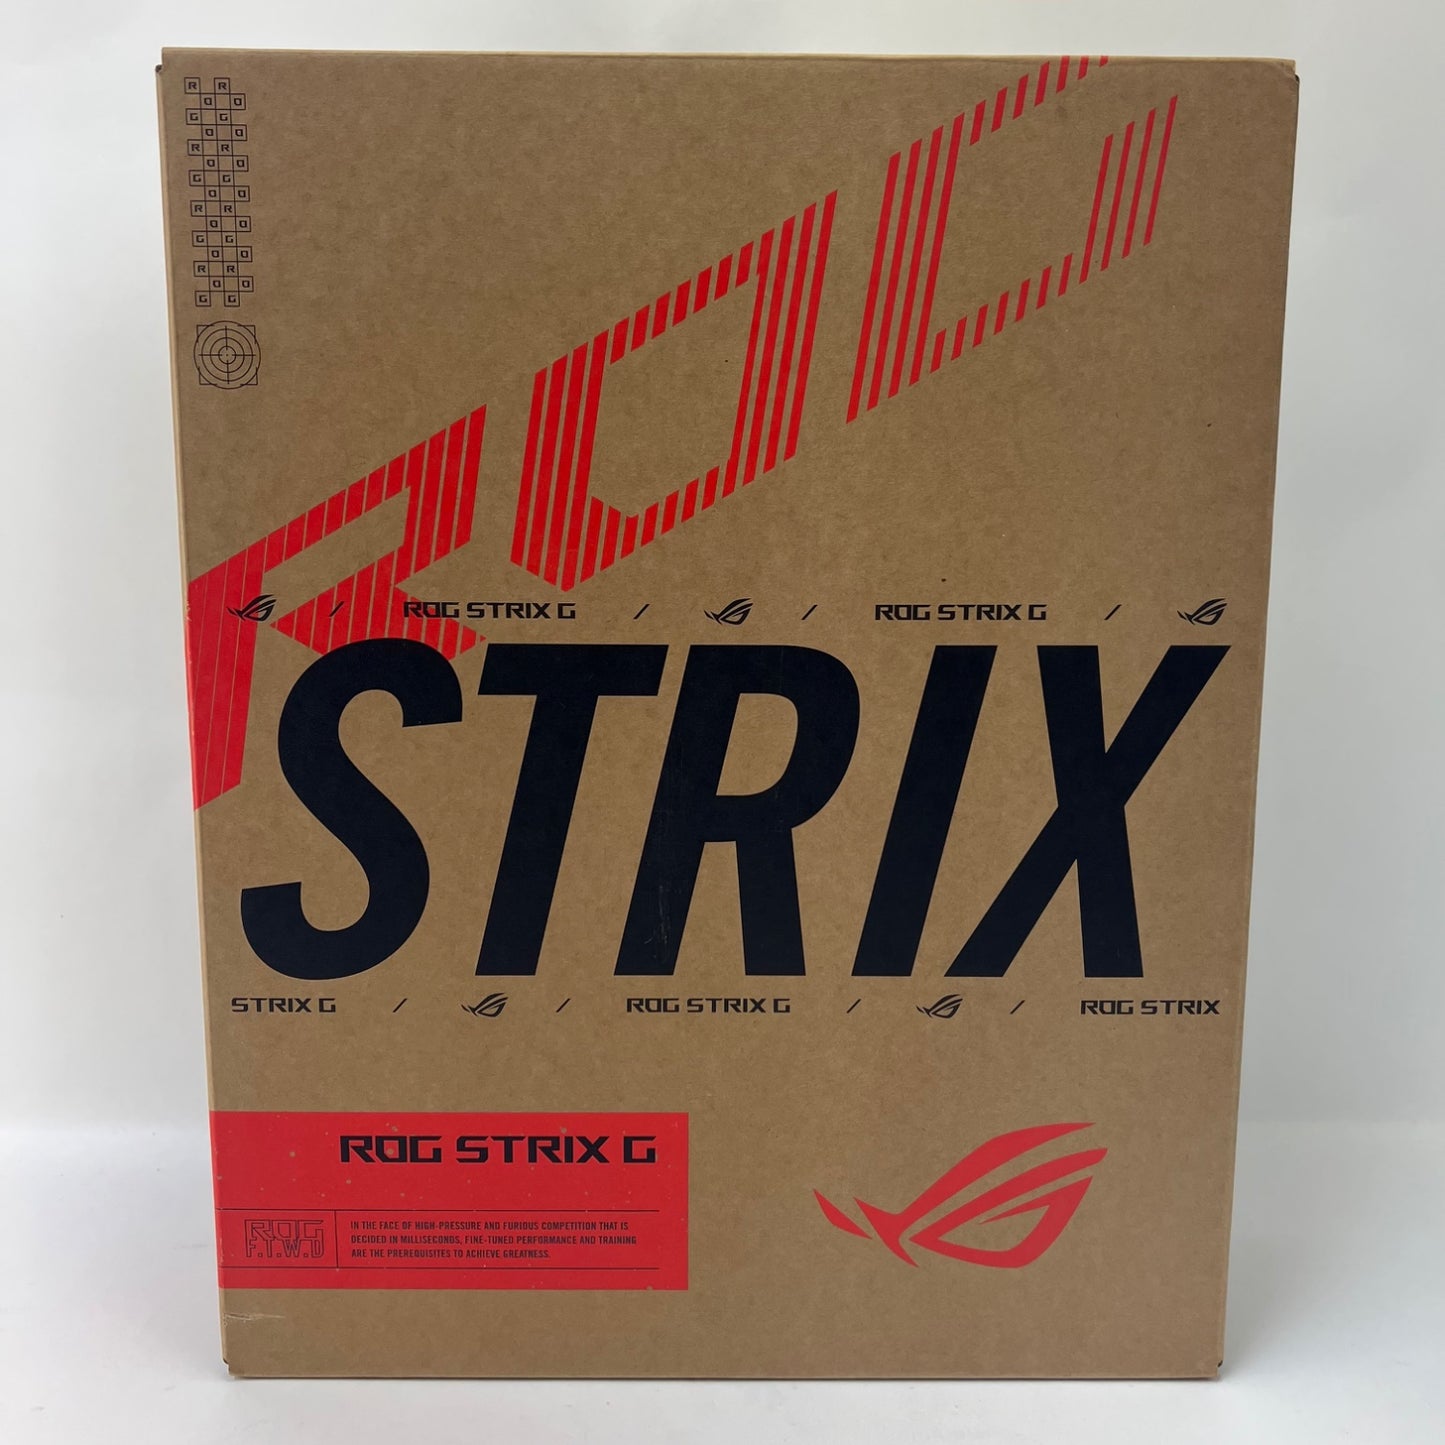 R R
O O
G G
O O
R R
O O
G G
O O
R R
O O
G G
O O
R R
O O
G G
ROG
ROG STRIX G / / ROG STRIX G /
STRIX
STRIX G / / ROG STRIX G / / ROG STRIX
ROG STRIX G
ROG
F.T.W.D
IN THE FACE OF HIGH-PRESSURE AND FURIOUS COMPETITION THAT IS
DECIDED IN MILLISECONDS, FINE-TUNED PERFORMANCE AND TRAINING
ARE THE PREREQUISITES TO ACHIEVE GREATNESS.